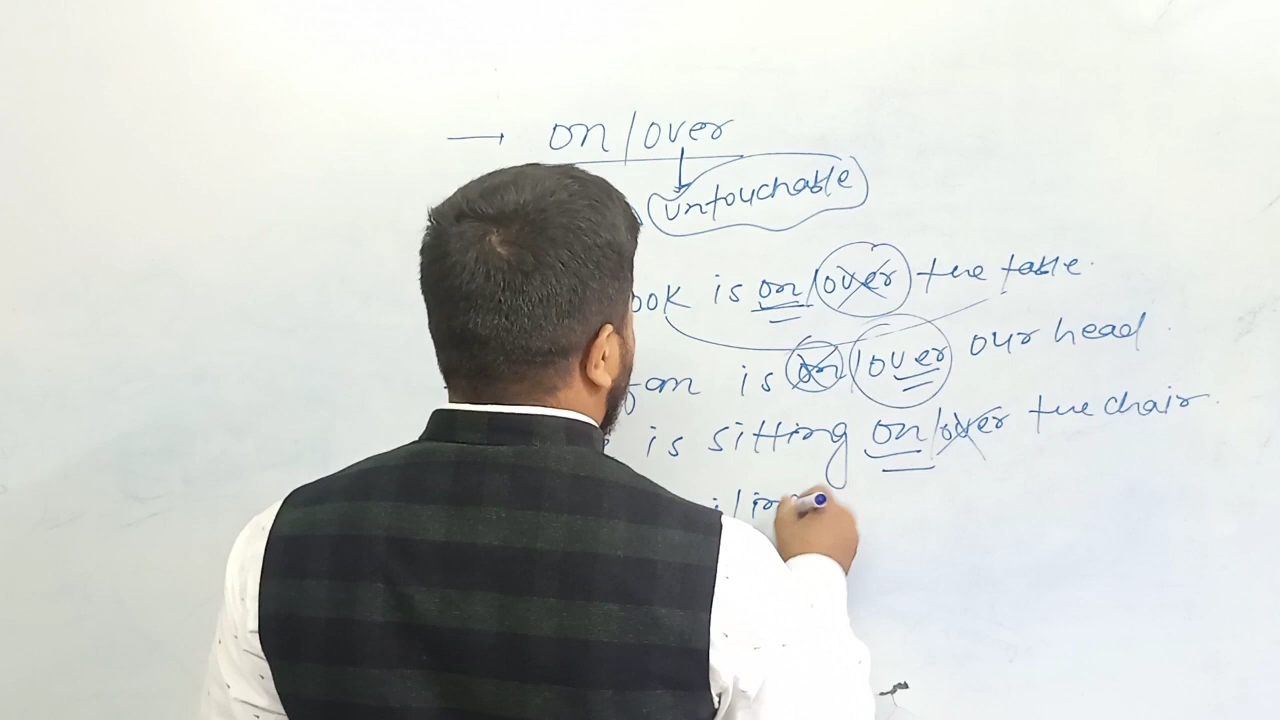 → on/over
untouchable
ook is on/over the table.
fan is on/over our head.
is sitting on/over the chair.